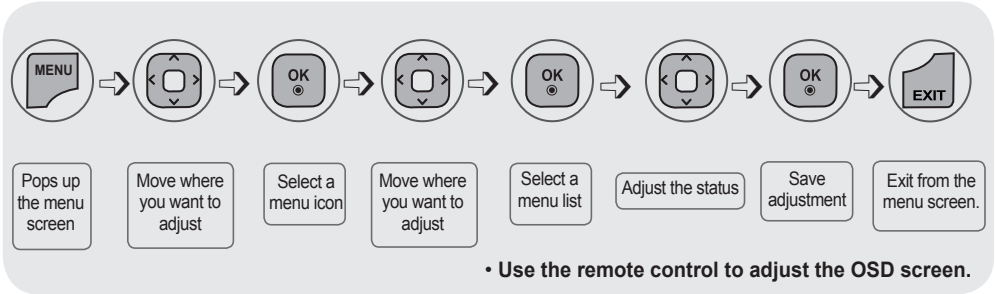 MENU
OK
OK
OK
EXIT
Pops up
the menu
screen
Move where
you want to
adjust
Select a
menu icon
Move where
you want to
adjust
Select a
menu list
Adjust the status
Save
adjustment
Exit from the
menu screen.
• Use the remote control to adjust the OSD screen.